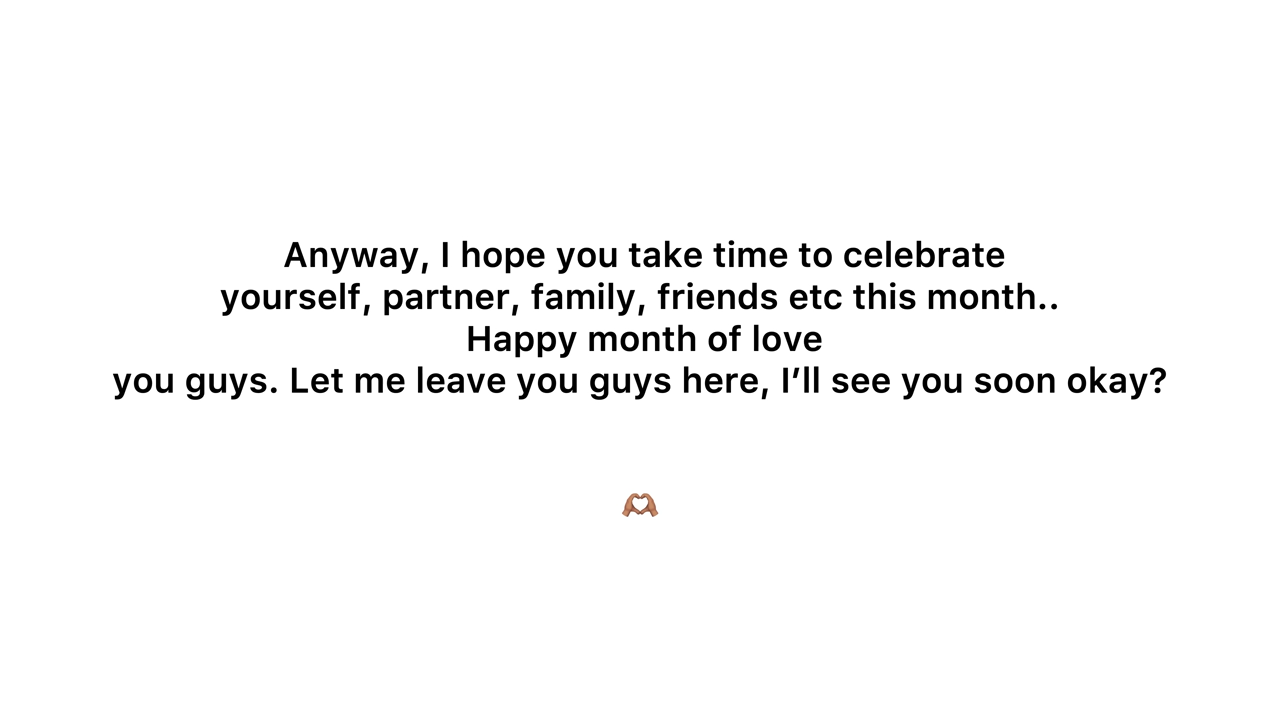 Anyway, I hope you take time to celebrate
yourself, partner, family, friends etc this month..
Happy month of love
you guys. Let me leave you guys here, I’ll see you soon okay?
🫶🏽